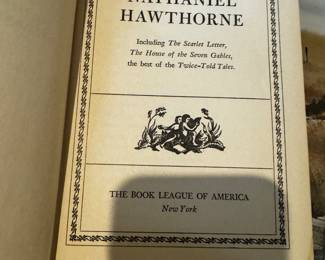 NATHANIEL
HAWTHORNE
Including The Scarlet Letter,
The House of the Seven Gables,
the best of the Twice-Told Tales.
THE BOOK LEAGUE OF AMERICA
New York